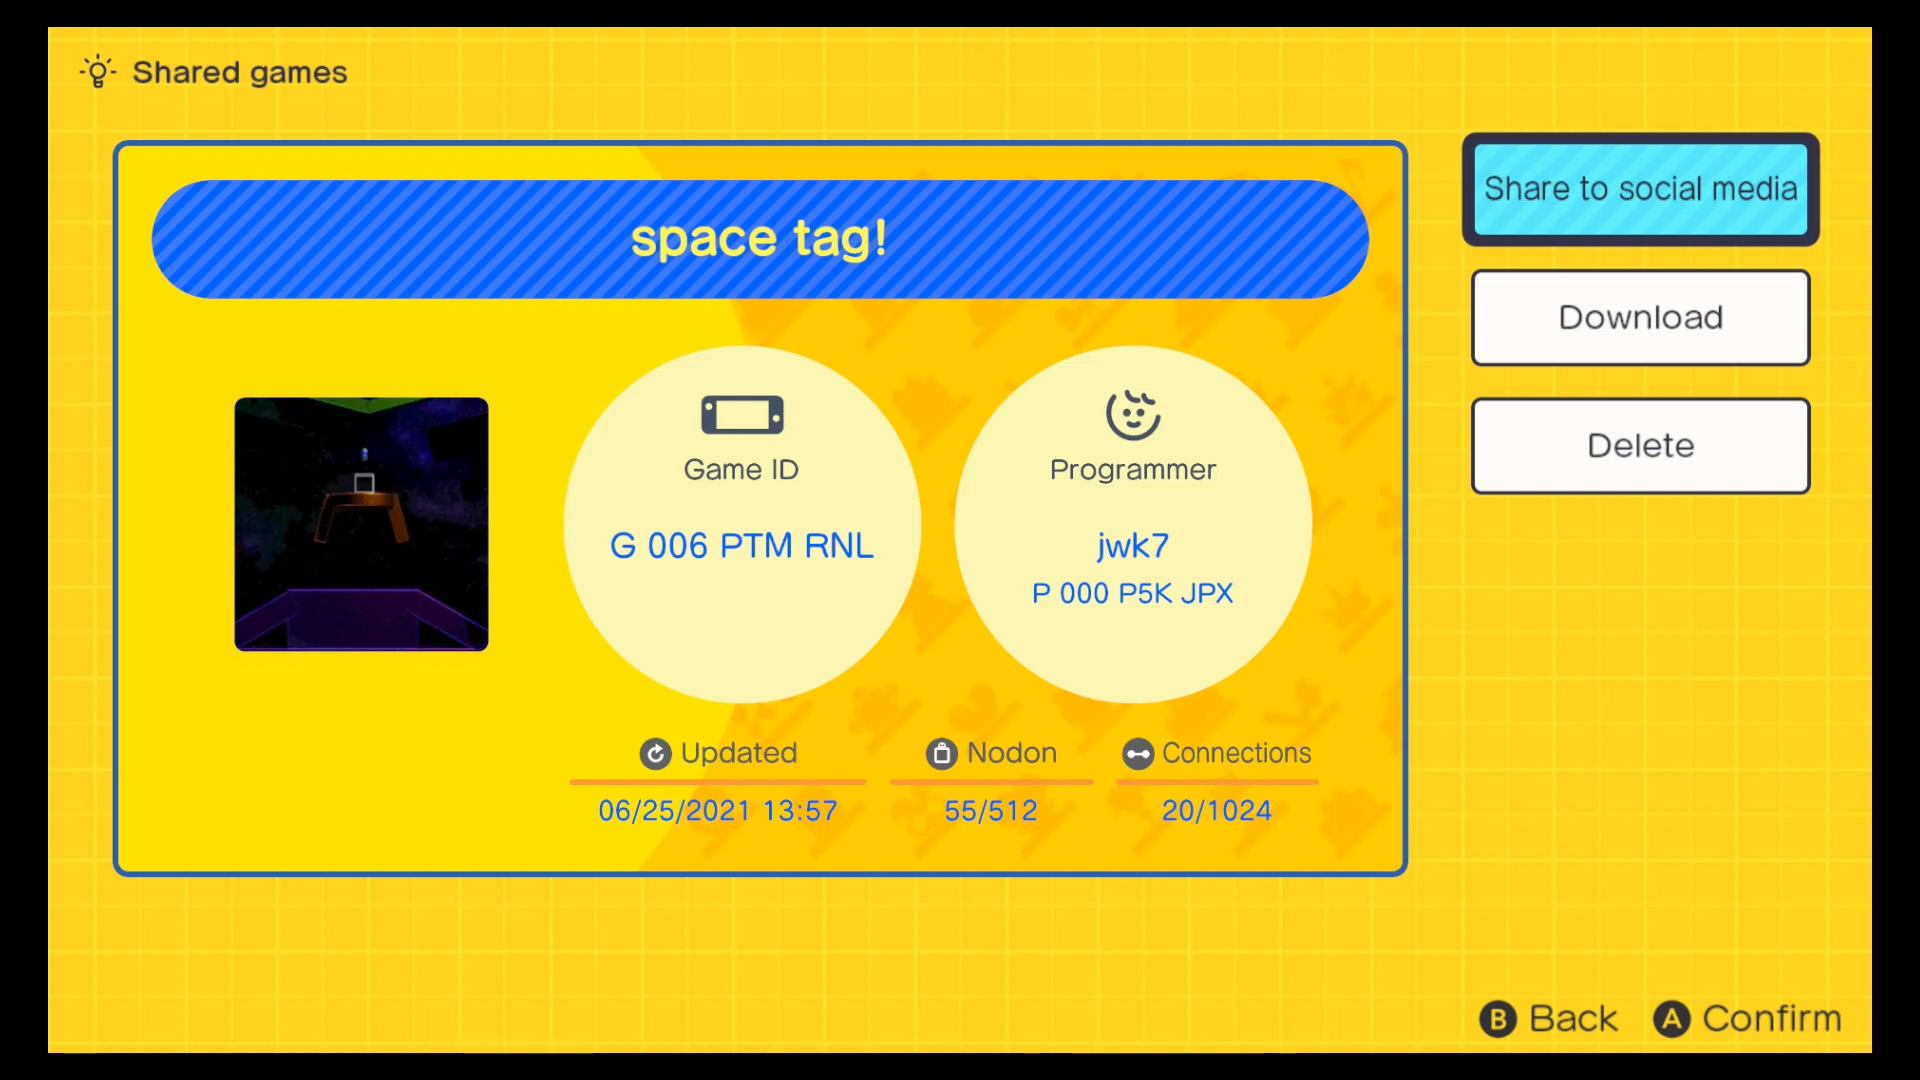 Shared games
space tag!
Share to social media
Download
Delete
Game ID
G 006 PTM RNL
Programmer
jwk7
P 000 P5K JPX
Updated
06/25/2021 13:57
Nodon
55/512
Connections
20/1024
B Back
A Confirm